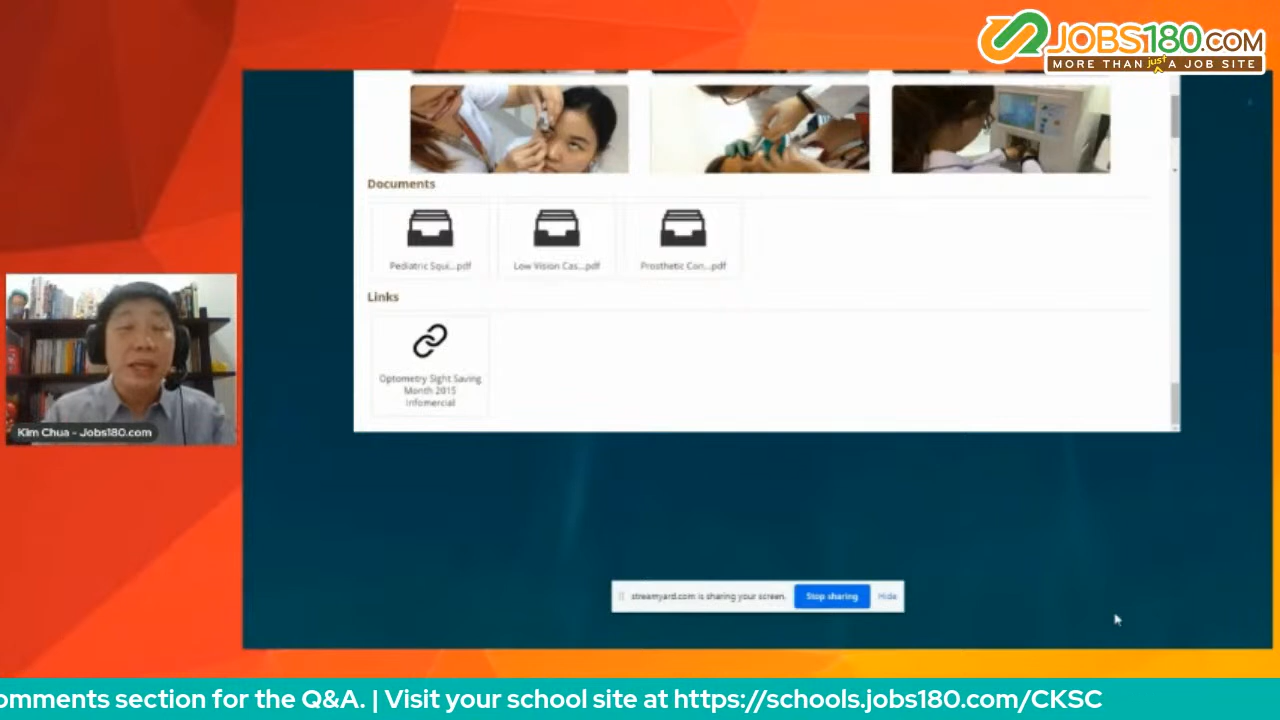 JOBS180.COM
MORE THAN just A JOB SITE
Documents
Pediatric Squi...pdf
Low Vision Cas...pdf
Prosthetic Con...pdf
Links
Optometry Sight Saving
Month 2015
Infomercial
Kim Chua - Jobs180.com
streamyard.com is sharing your screen.
Stop sharing
Hide
omments section for the Q&A. | Visit your school site at https://schools.jobs180.com/CKSC